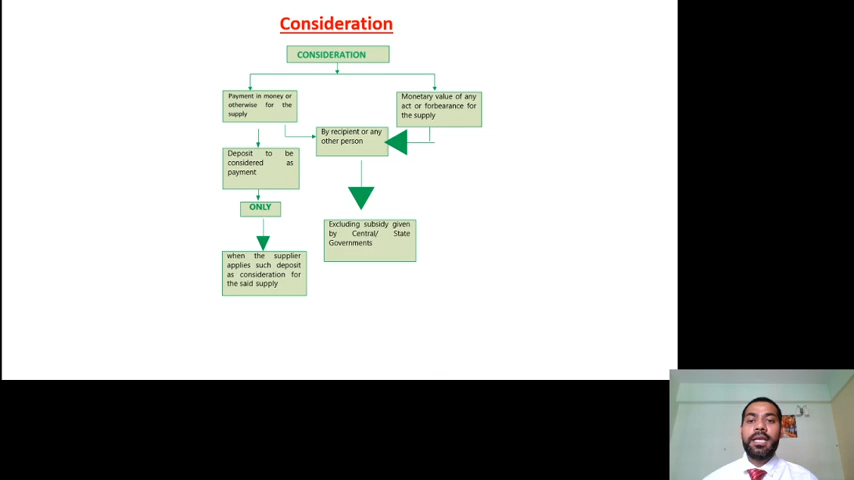 Consideration
CONSIDERATION
Payment in money or
otherwise for the
supply
Monetary value of any
act or forbearance for
the supply
By recipient or any
other person
Deposit to be
considered as
payment
ONLY
Excluding subsidy given
by Central/ State
Governments
when the supplier
applies such deposit
as consideration for
the said supply